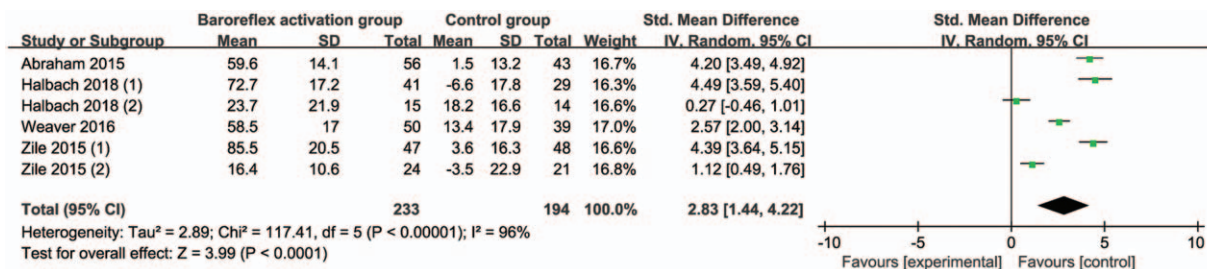 Baroreflex activation group Control group Std. Mean Difference Std. Mean Difference
Study or Subgroup Mean SD Total Mean SD Total Weight IV, Random, 95% CI IV, Random, 95% CI
Abraham 2015 59.6 14.1 56 1.5 13.2 43 16.7% 4.20 [3.49, 4.92]
Halbach 2018 (1) 72.7 17.2 41 -6.6 17.8 29 16.3% 4.49 [3.59, 5.40]
Halbach 2018 (2) 23.7 21.9 15 18.2 16.6 14 16.7% 0.27 [-0.46, 1.01]
Weaver 2016 58.5 17 50 13.4 17.9 39 17.0% 2.57 [2.00, 3.14]
Zile 2015 (1) 85.5 20.5 47 3.6 16.3 48 16.6% 4.39 [3.64, 5.15]
Zile 2015 (2) 16.4 10.6 24 -3.5 22.9 21 16.9% 1.12 [0.49, 1.76]
Total (95% CI) 233 194 100.0% 2.83 [1.44, 4.22]
Heterogeneity: Tau² = 2.89; Chi² = 117.41, df = 5 (P < 0.00001); I² = 96%
Test for overall effect: Z = 3.99 (P < 0.0001)
-10 -5 0 5 10
Favours [experimental] Favours [control]